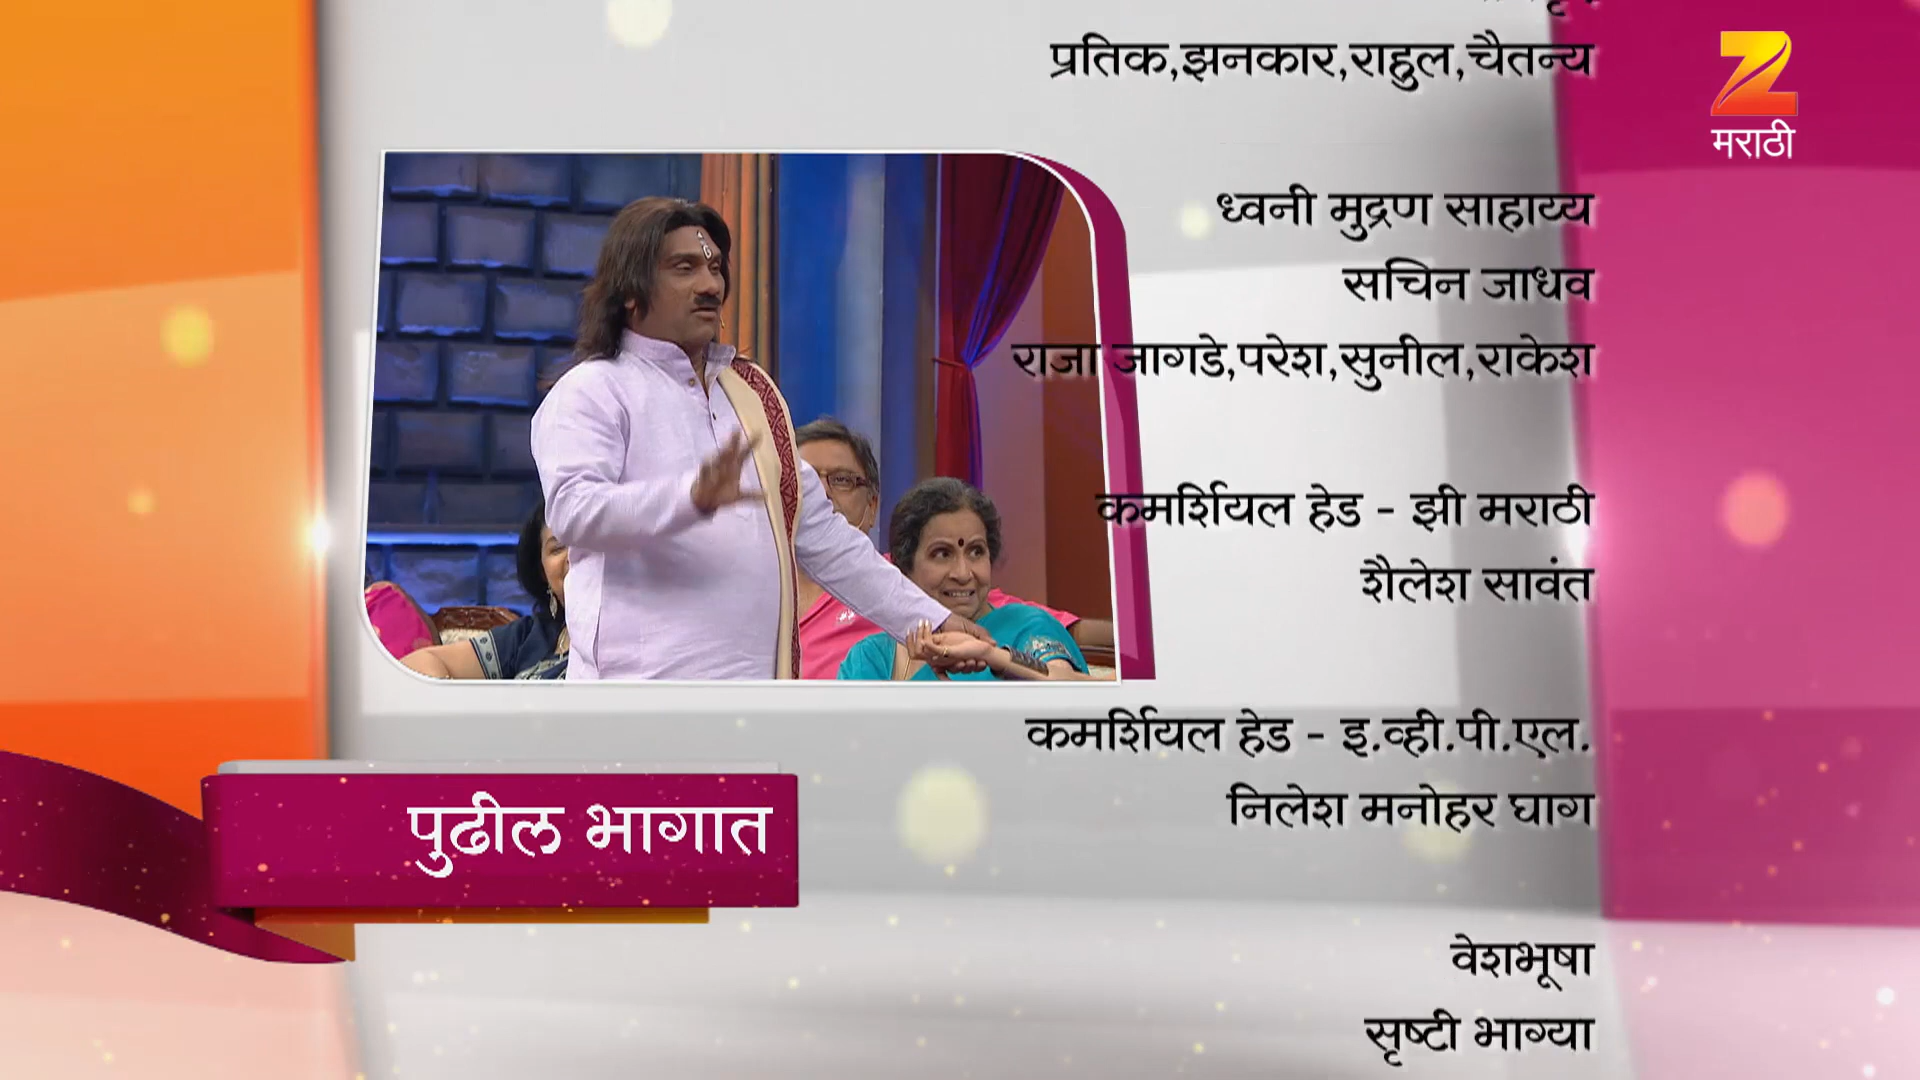 प्रतिक,झनकार,राहुल,चैतन्य
मराठी
ध्वनी मुद्रण साहाय्य
सचिन जाधव
राजा जागडे,परेश,सुनील,राकेश
कमर्शियल हेड - झी मराठी
शैलेश सावंत
कमर्शियल हेड - इ.व्ही.पी.एल.
निलेश मनोहर घाग
पुढील भागात
वेशभूषा
सृष्टी भाग्या